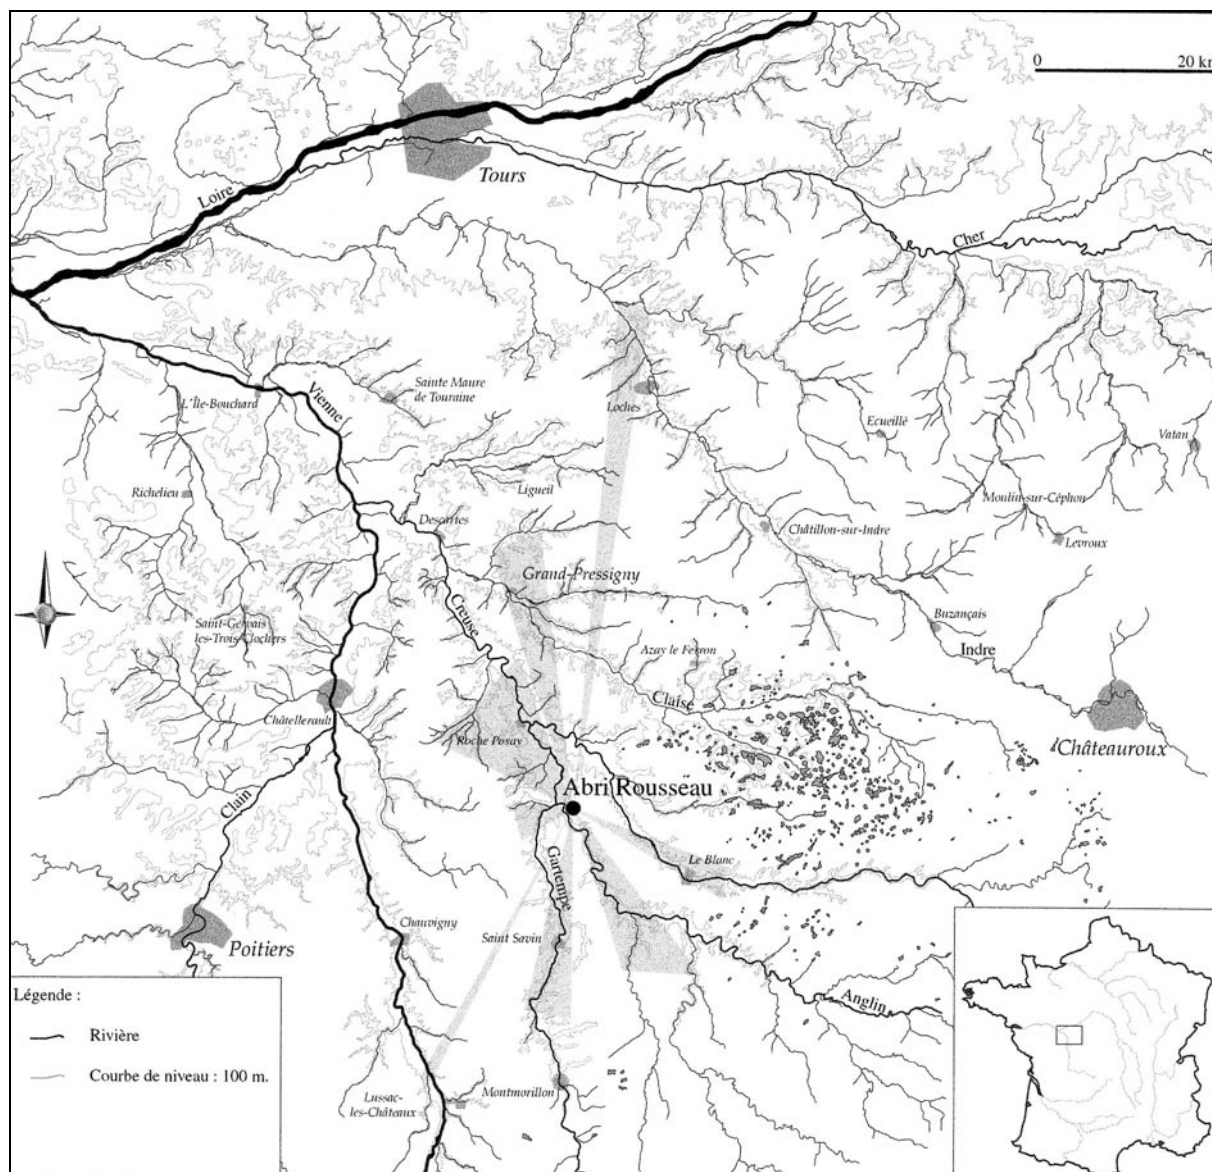 0
20 km
Tours
Loire
Cher
Vienne
Sainte Maure
de Touraine
L'Île-Bouchard
Loches
Ecueillé
Vatan
Richelieu
Ligueil
Moulin-sur-Céphon
Descartes
Châtillon-sur-Indre
Levroux
Grand-Pressigny
Creuse
Buzançais
Saint-Gervais
les-Trois-Clochers
Azay le Ferron
Indre
Claise
Châtellerault
Roche Posay
Châteauroux
Abri Rousseau
Clain
Gartempe
Le Blanc
Chauvigny
Saint Savin
Poitiers
Anglin
Légende :
Rivière
Courbe de niveau : 100 m.
Lussac-
les-Châteaux
Montmorillon